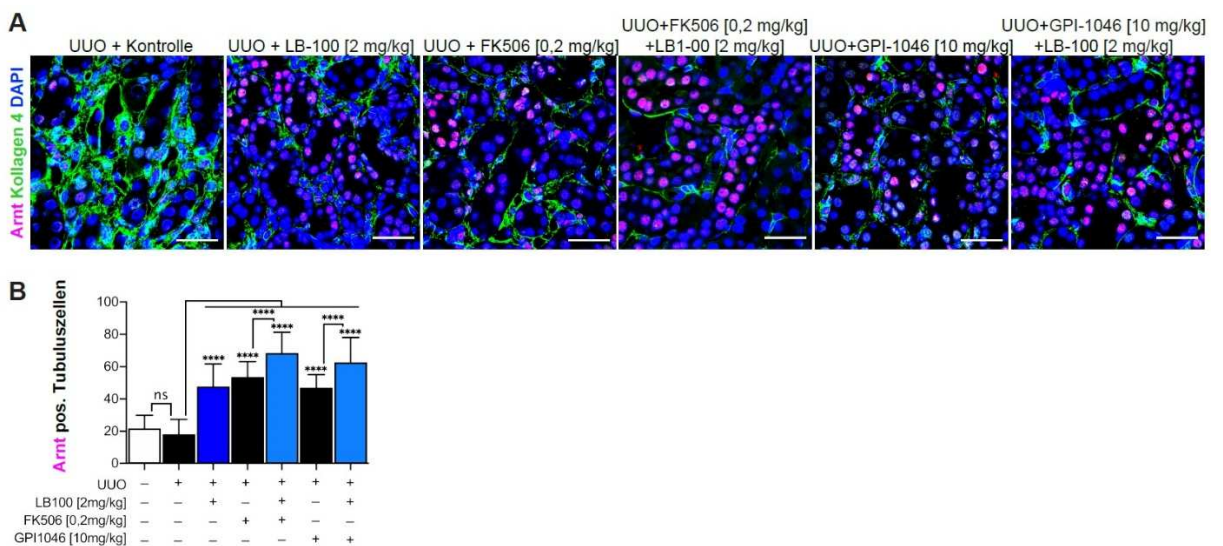 A
UUO + Kontrolle
UUO + LB-100 [2 mg/kg]
UUO + FK506 [0,2 mg/kg]
UUO+FK506 [0,2 mg/kg]
+LB1-00 [2 mg/kg]
UUO+GPI-1046 [10 mg/kg]
UUO+GPI-1046 [10 mg/kg]
+LB-100 [2 mg/kg]
Arnt Kollagen 4 DAPI
B
Arnt pos. Tubuluszellen
100
80
60
40
20
0
ns
****
****
****
****
****
****
****
UUO – + + + + + +
LB100 [2mg/kg] – – + – + – +
FK506 [0,2mg/kg] – – – + + – –
GPI1046 [10mg/kg] – – – – – + +